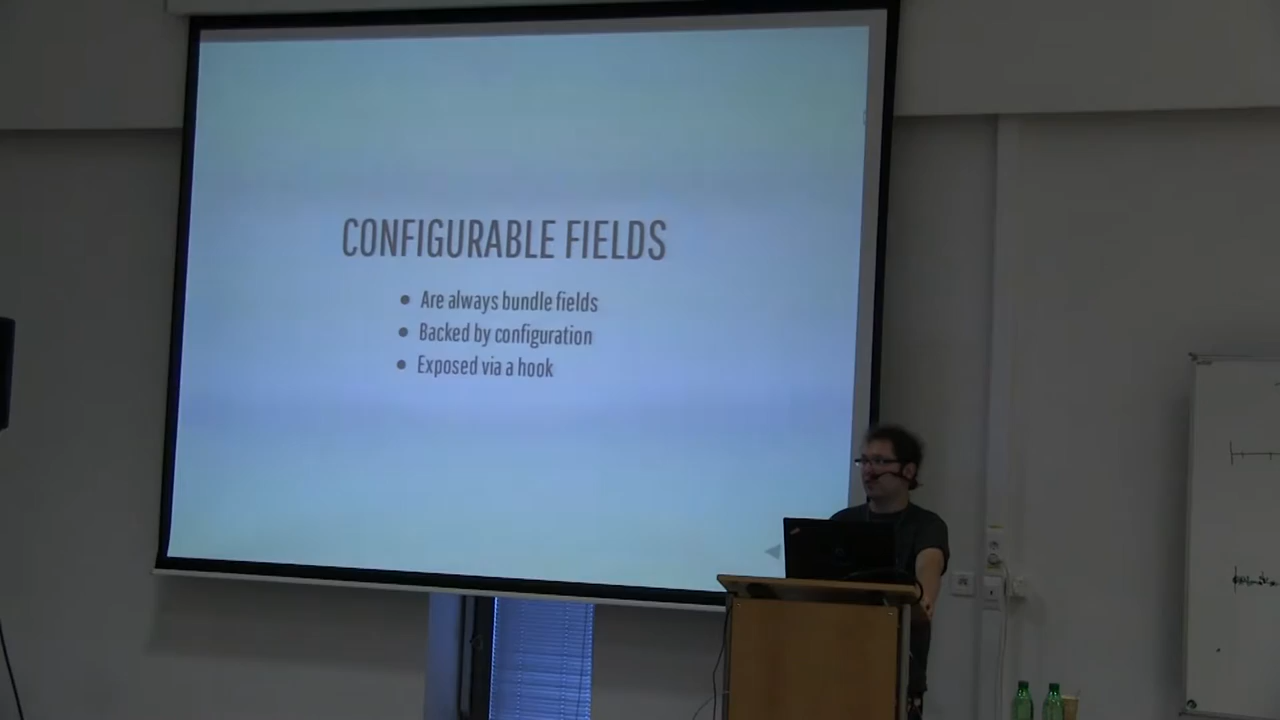 CONFIGURABLE FIELDS
Are always bundle fields
Backed by configuration
Exposed via a hook